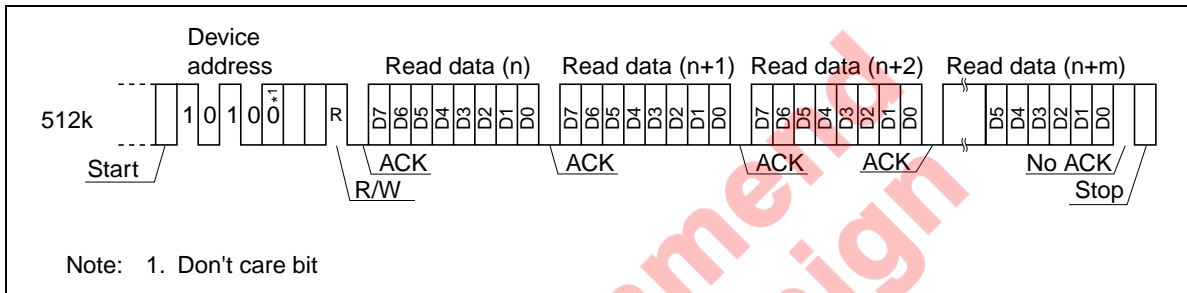 Device
address
Read data (n) Read data (n+1) Read data (n+2) Read data (n+m)
512k
1 0 1 0 0 *1 R D7 D6 D5 D4 D3 D2 D1 D0 D7 D6 D5 D4 D3 D2 D1 D0 D7 D6 D5 D4 D3 D2 D1 D0 D5 D4 D3 D2 D1 D0
Start ACK ACK ACK ACK No ACK
R/W Stop
Note: 1. Don't care bit